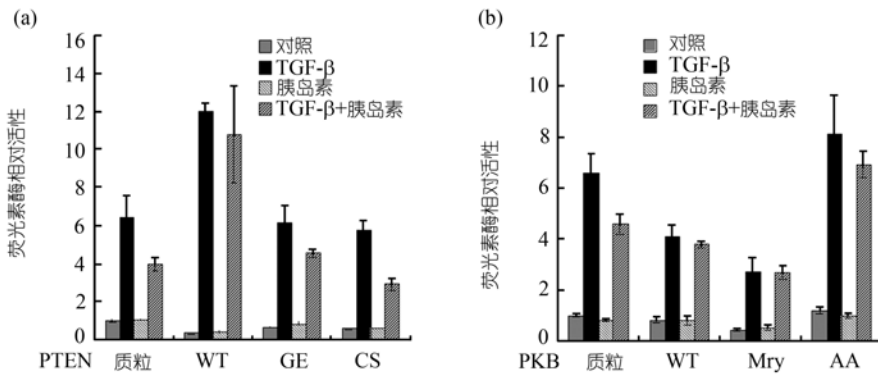 (a)
16
14
12
10
8
6
4
2
0
荧光素酶相对活性
对照
TGF-β
胰岛素
TGF-β+胰岛素
PTEN 质粒 WT GE CS
(b)
12
10
8
6
4
2
0
荧光素酶相对活性
对照
TGF-β
胰岛素
TGF-β+胰岛素
PKB 质粒 WT Mry AA